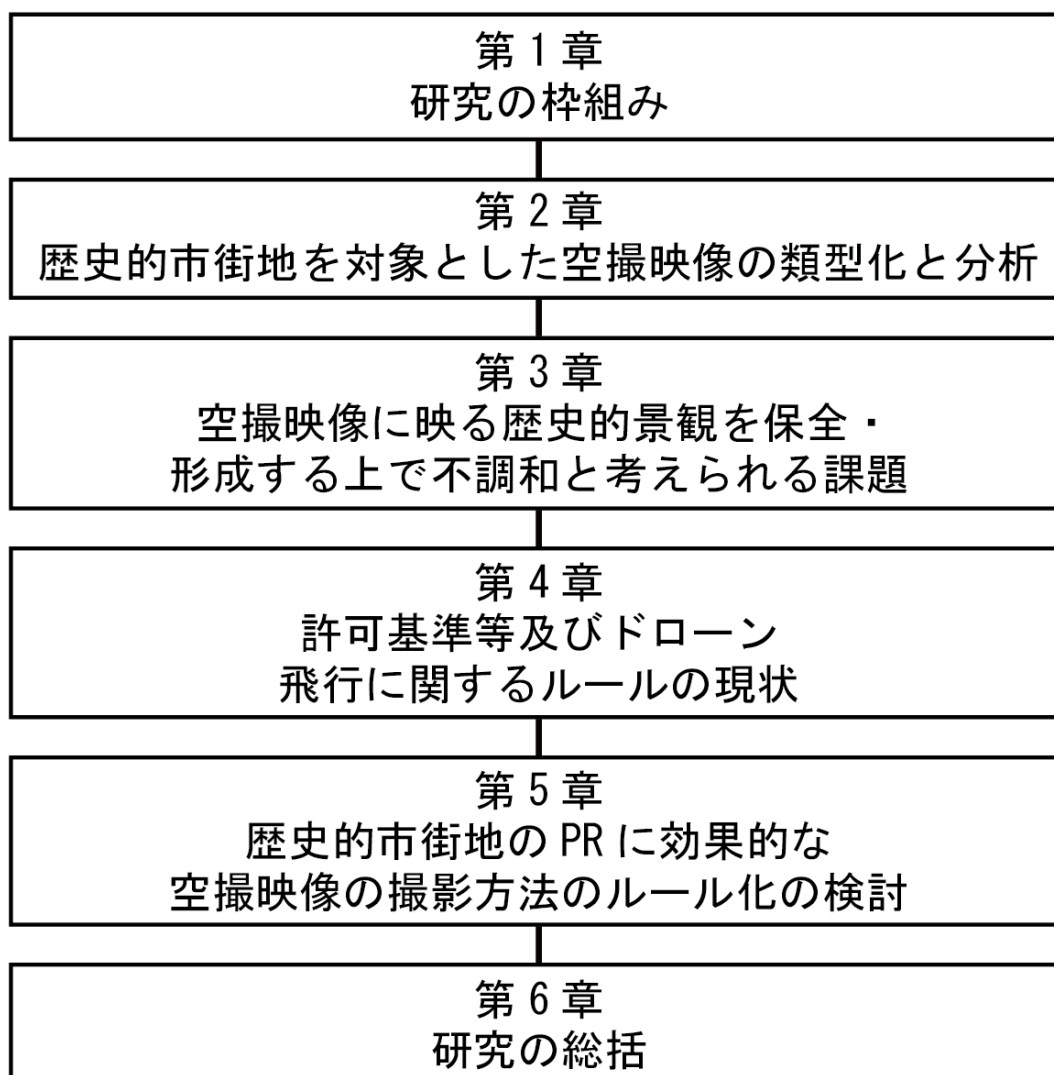 第1章
研究の枠組み
第2章
歴史的市街地を対象とした空撮映像の類型化と分析
第3章
空撮映像に映る歴史的景観を保全・
形成する上で不調和と考えられる課題
第4章
許可基準等及びドローン
飛行に関するルールの現状
第5章
歴史的市街地のPRに効果的な
空撮映像の撮影方法のルール化の検討
第6章
研究の総括